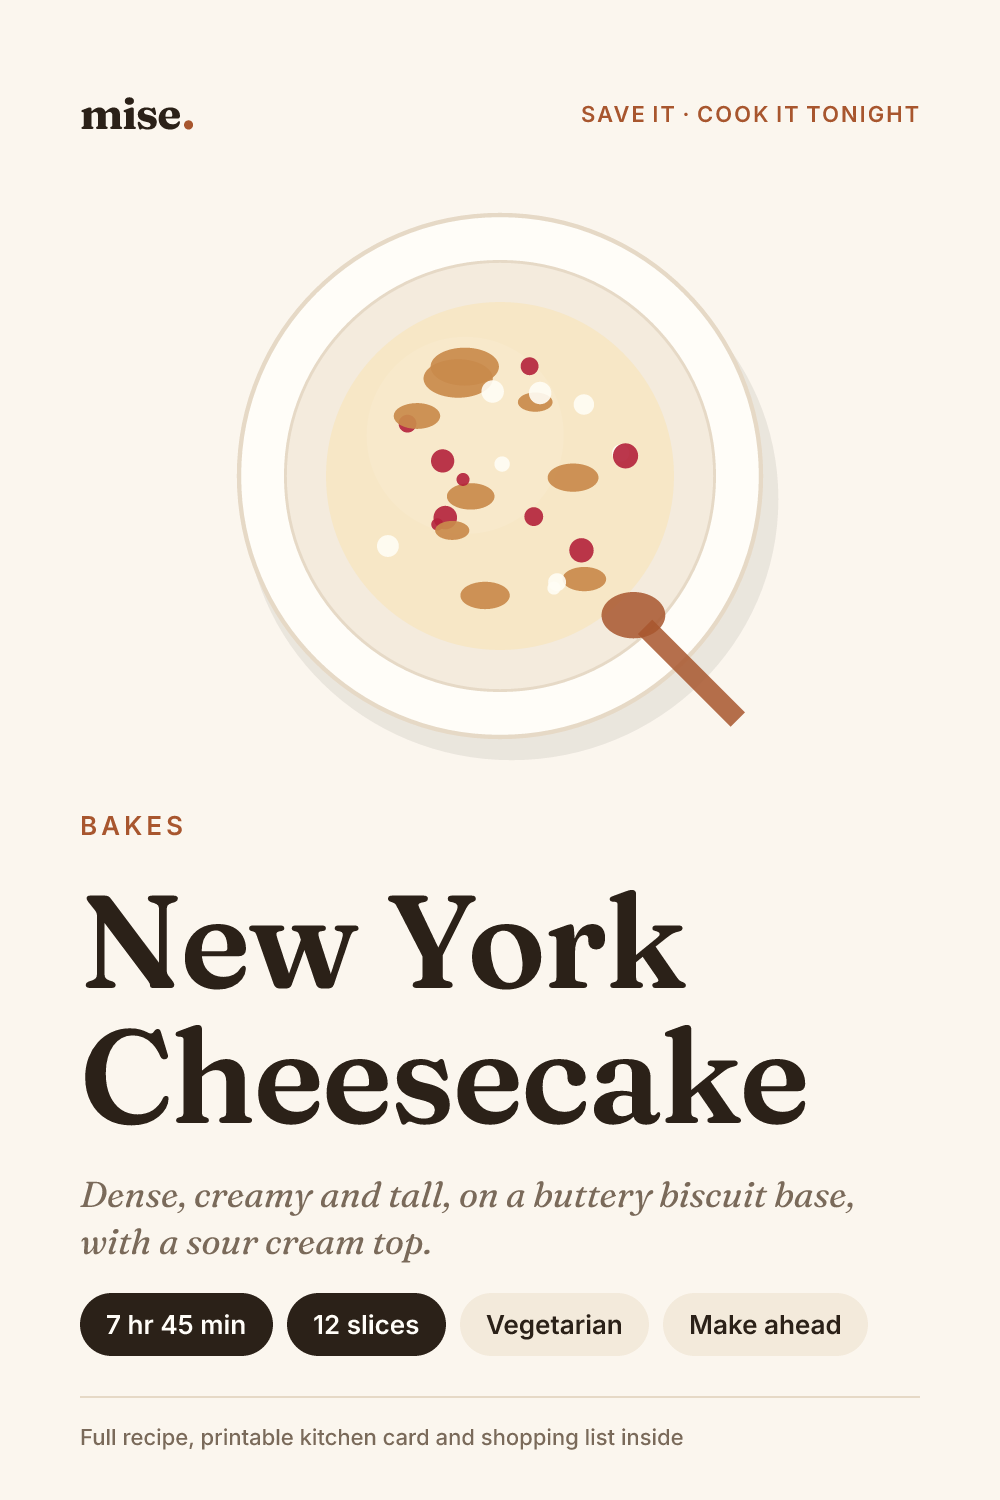 mise.
SAVE IT · COOK IT TONIGHT
BAKES
New York
Cheesecake
Dense, creamy and tall, on a buttery biscuit base,
with a sour cream top.
7 hr 45 min
12 slices
Vegetarian
Make ahead
Full recipe, printable kitchen card and shopping list inside